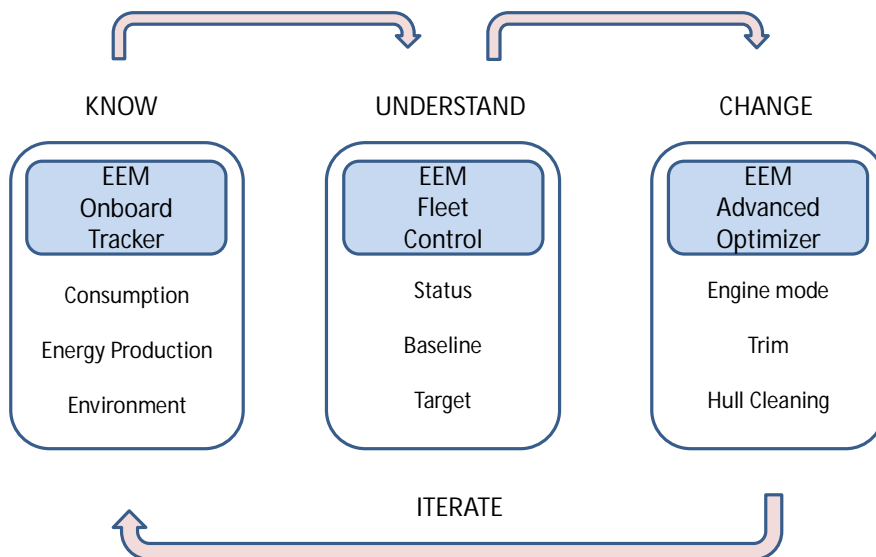 KNOW
UNDERSTAND
CHANGE
EEM
Onboard
Tracker
Consumption
Energy Production
Environment
EEM
Fleet
Control
Status
Baseline
Target
EEM
Advanced
Optimizer
Engine mode
Trim
Hull Cleaning
ITERATE